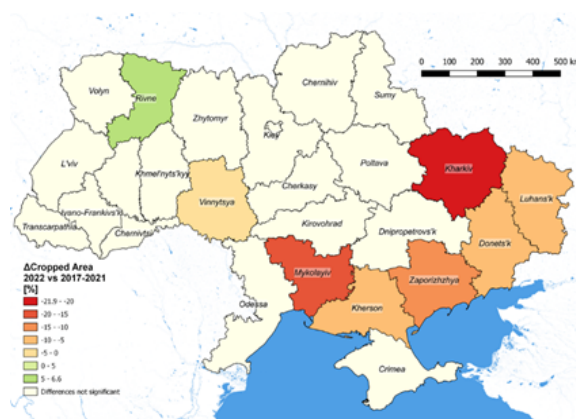 0 100 200 300 400 500 km
Chernihiv
Volyn
Rivne
Sumy
Zhytomyr
Kiev
L'viv
Khmel'nyts'kyy
Poltava
Kharkiv
Cherkasy
Luhans'k
Ivano-Frankivs'k
Vinnytsya
Transcarpathia
Chernivtsi
Kirovohrad
Dnipropetrovs'k
Donets'k
Mykolayiv
Zaporizhzhya
Odessa
Kherson
Crimea
ΔCropped Area
2022 vs 2017-2021
[%]
-21.9 - -20
-20 - -15
-15 - -10
-10 - -5
-5 - 0
0 - 5
5 - 6.6
Differences not significant